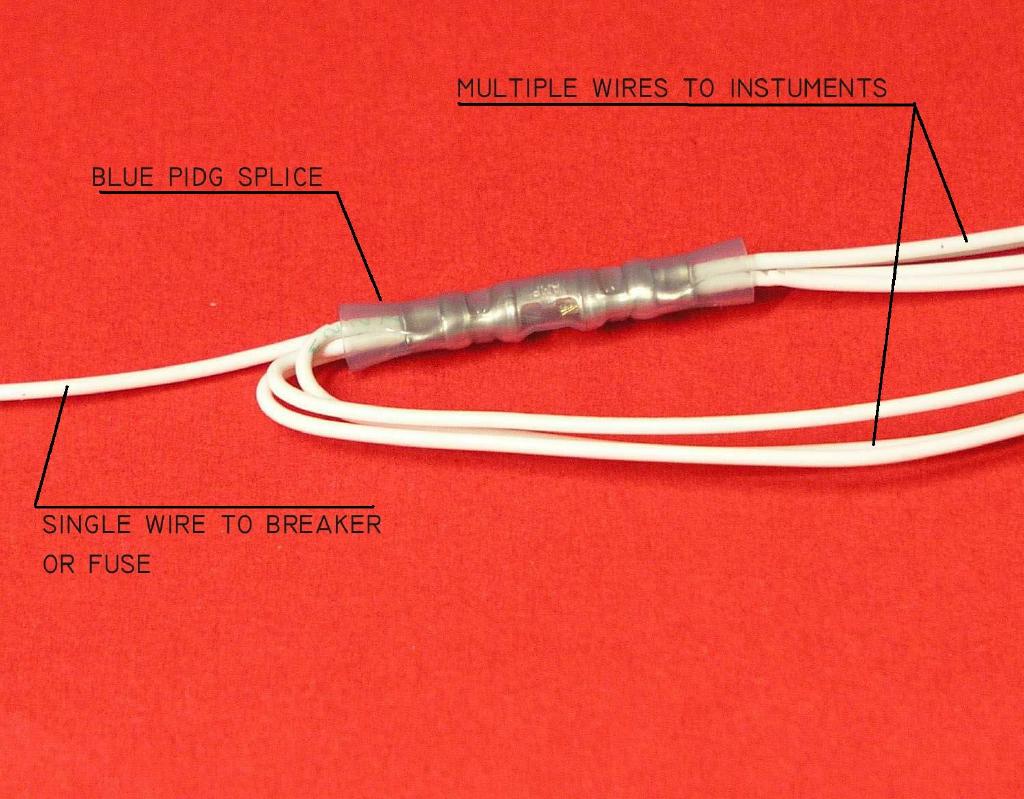 MULTIPLE WIRES TO INSTUMENTS
BLUE PIDG SPLICE
SINGLE WIRE TO BREAKER
OR FUSE